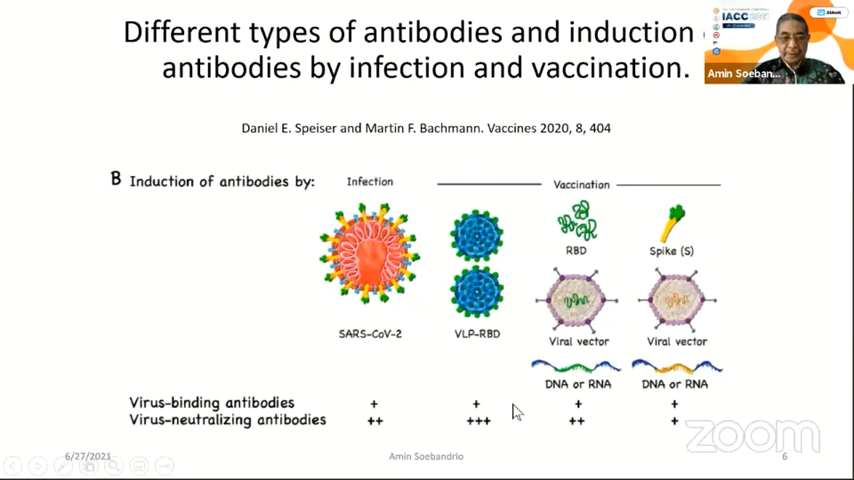 Different types of antibodies and induction
antibodies by infection and vaccination.
IACC 2021
Abbott
Amin Soeban...
Daniel E. Speiser and Martin F. Bachmann. Vaccines 2020, 8, 404
B Induction of antibodies by: Infection Vaccination
RBD Spike (S)
SARS-CoV-2 VLP-RBD Viral vector Viral vector
DNA or RNA DNA or RNA
Virus-binding antibodies + + + +
Virus-neutralizing antibodies ++ +++ ++ +
zoom
6/27/2021 Amin Soebandrio 6